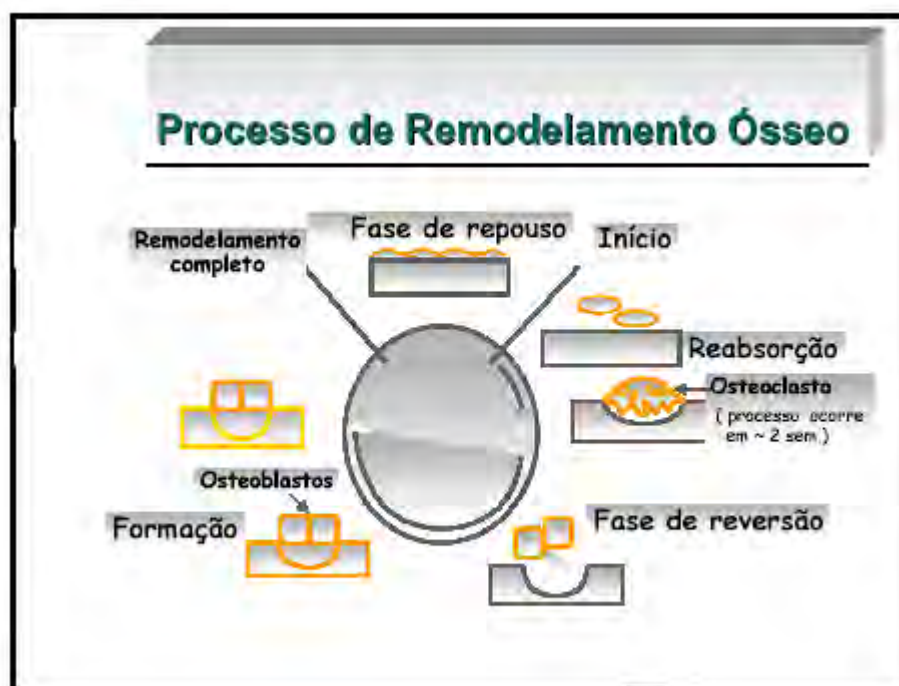 Processo de Remodelamento Ósseo
Fase de repouso
Início
Remodelamento
completo
Reabsorção
Osteoclasto
( processo ocorre
em ~ 2 sem )
Osteoblastos
Formação
Fase de reversão